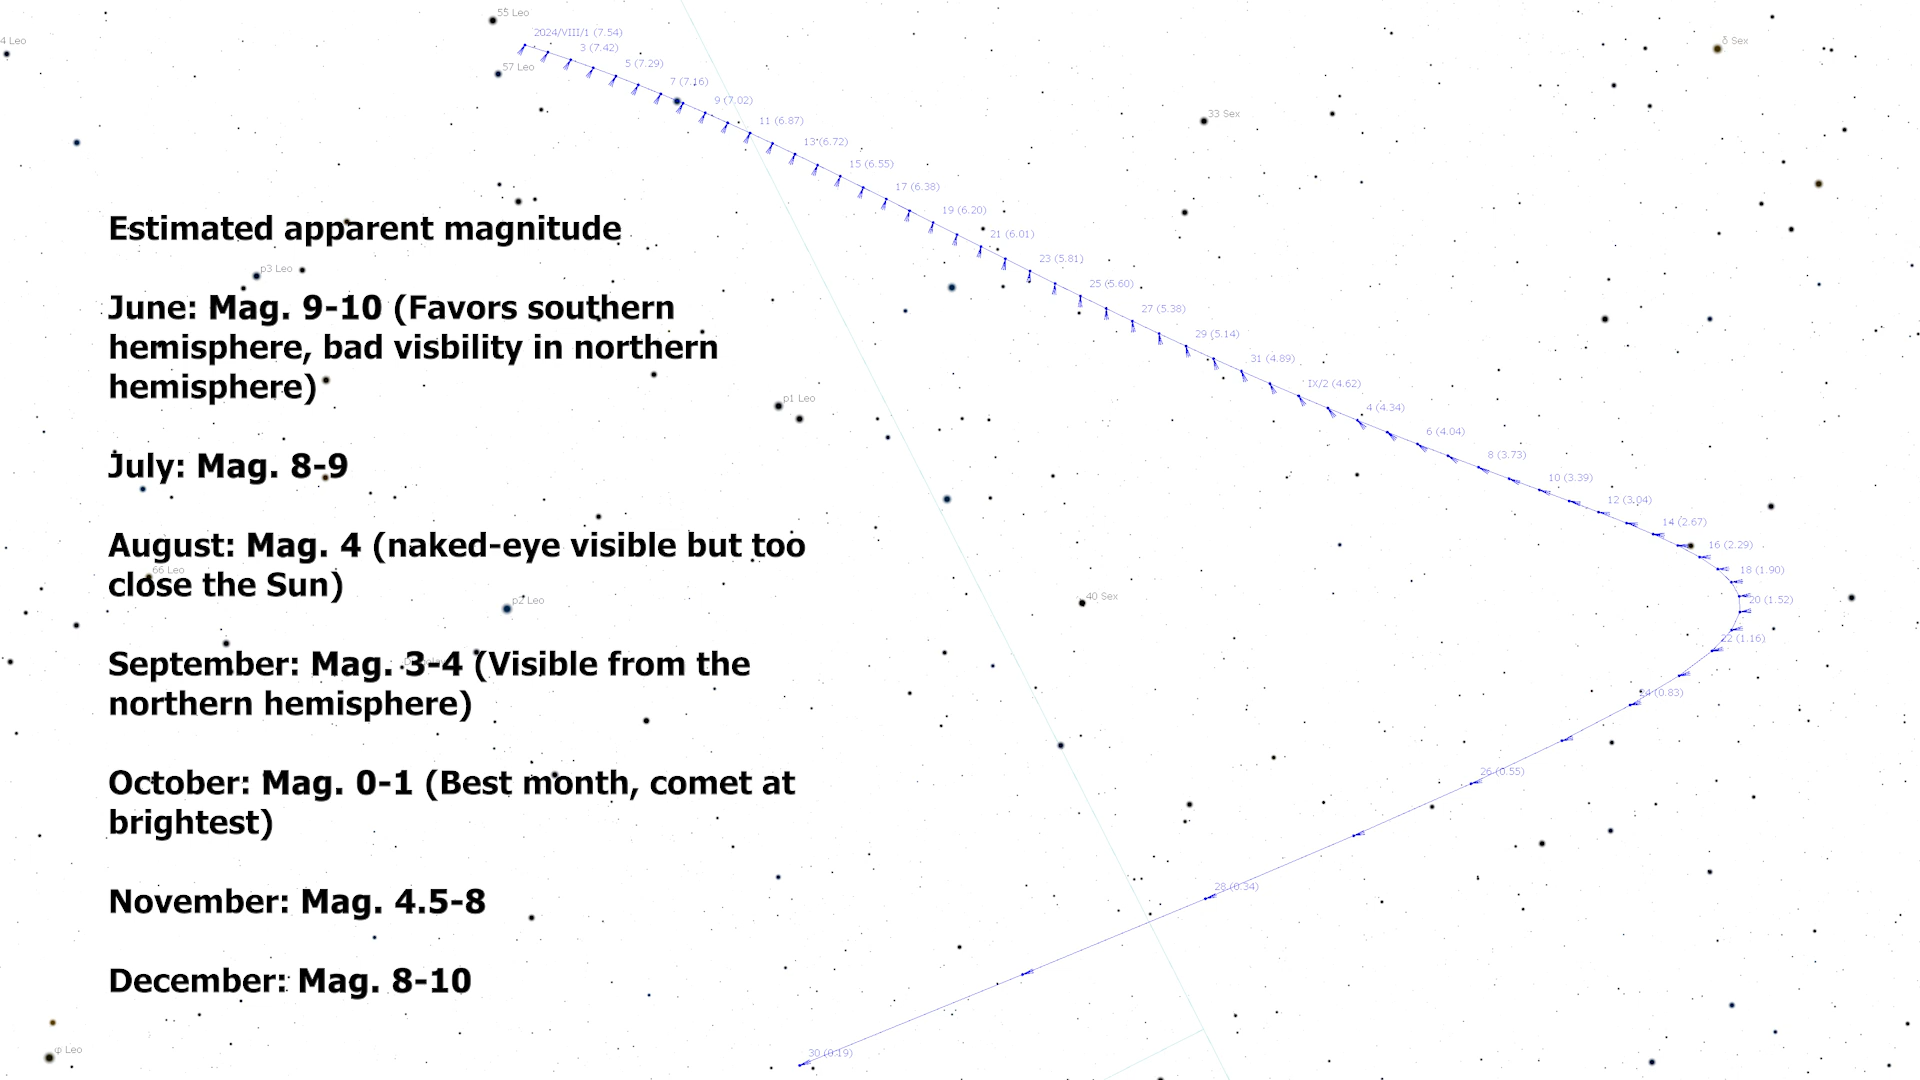 55 Leo
4 Leo
2024/VIII/1 (7.54)
δ Sex
3 (7.42)
5 (7.29)
57 Leo
7 (7.16)
9 (7.02)
33 Sex
11 (6.87)
13 (6.72)
15 (6.55)
17 (6.38)
19 (6.20)
Estimated apparent magnitude
21 (6.01)
23 (5.81)
p3 Leo
25 (5.60)
June: Mag. 9-10 (Favors southern
hemisphere, bad visbility in northern
hemisphere)
27 (5.38)
29 (5.14)
31 (4.89)
IX/2 (4.62)
p1 Leo
4 (4.34)
6 (4.04)
8 (3.73)
July: Mag. 8-9
10 (3.39)
12 (3.04)
14 (2.67)
August: Mag. 4 (naked-eye visible but too
close the Sun)
16 (2.29)
66 Leo
18 (1.90)
40 Sex
p2 Leo
20 (1.52)
22 (1.16)
September: Mag. 3-4 (Visible from the
northern hemisphere)
24 (0.83)
26 (0.55)
October: Mag. 0-1 (Best month, comet at
brightest)
28 (0.34)
November: Mag. 4.5-8
December: Mag. 8-10
φ Leo
30 (0.19)